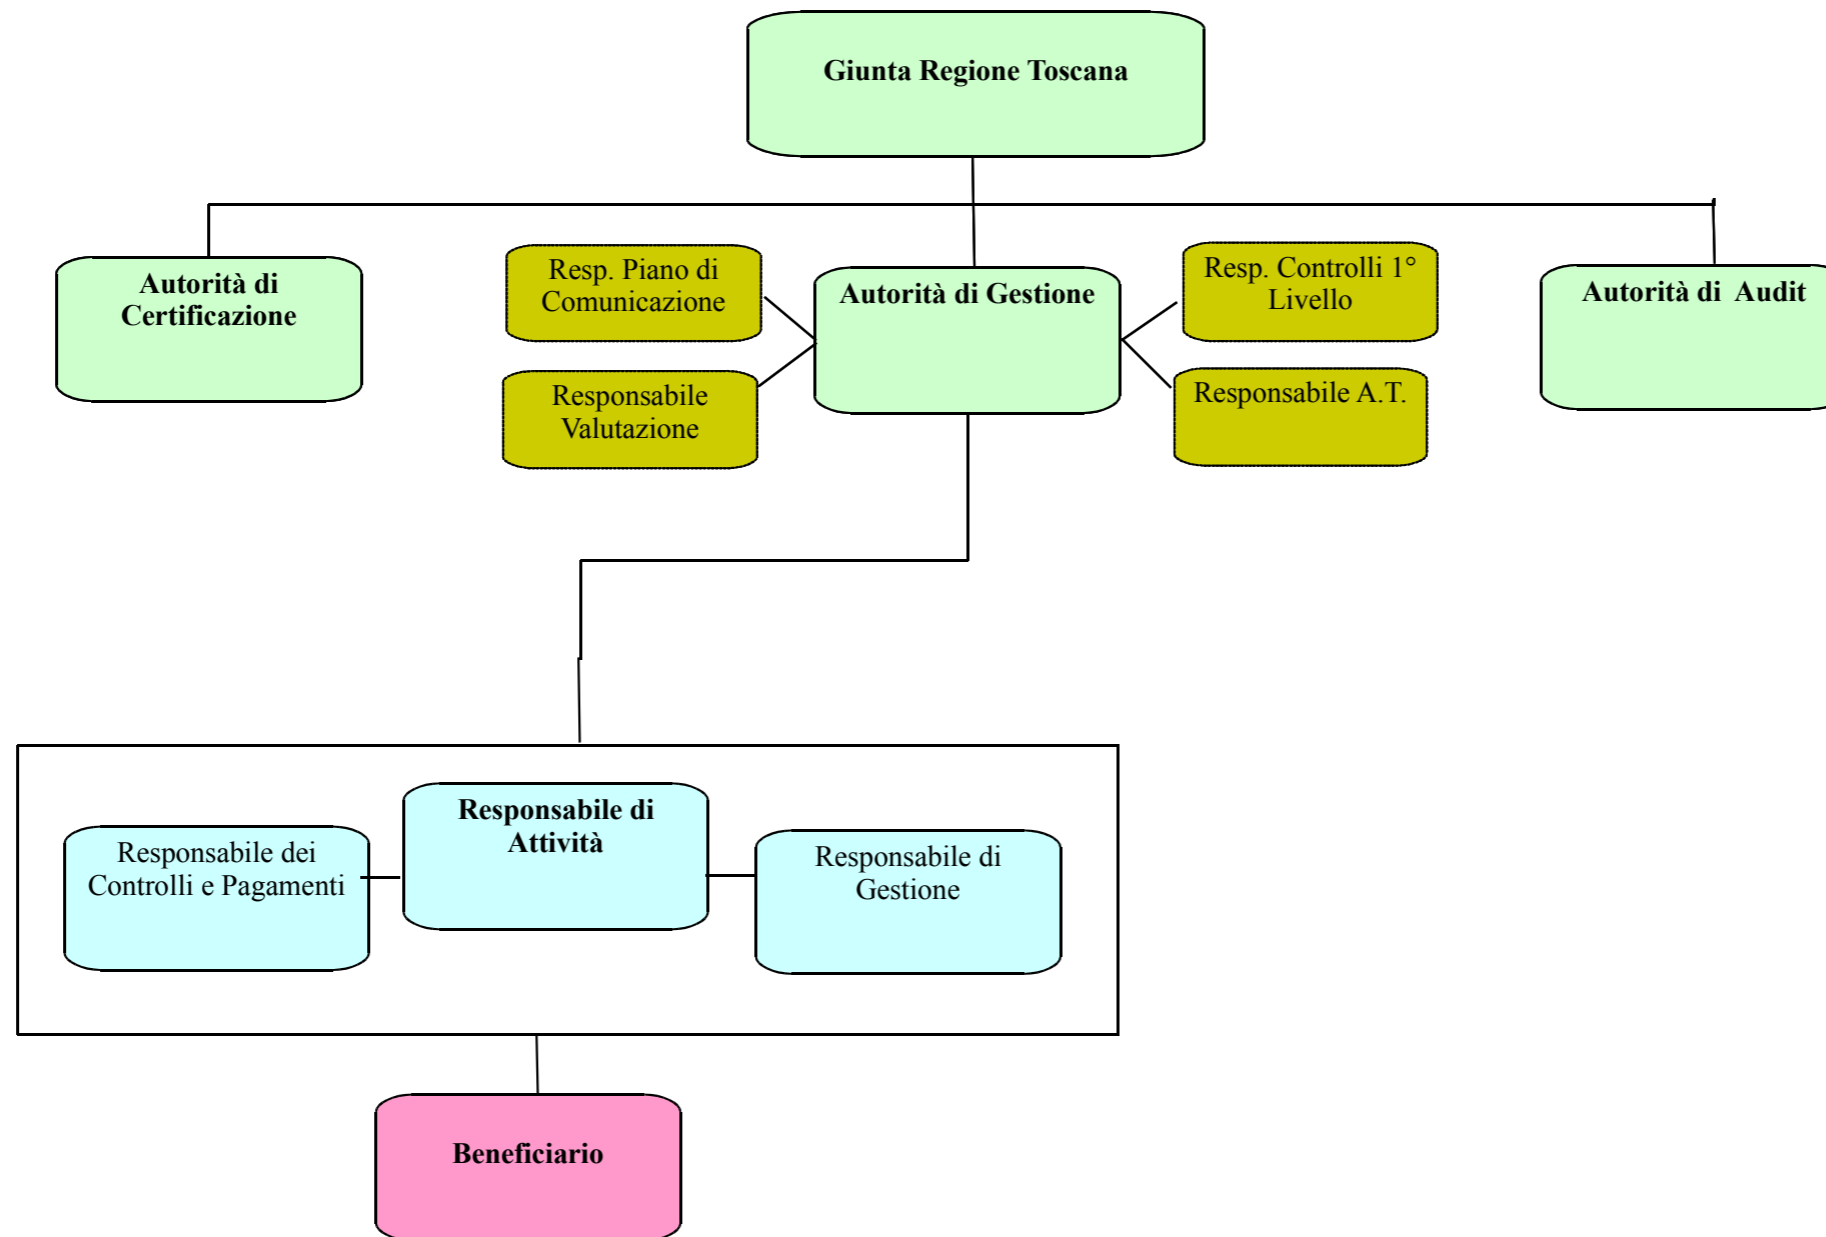 Giunta Regione Toscana
Autorità di
Certificazione
Resp. Piano di
Comunicazione
Responsabile
Valutazione
Autorità di Gestione
Resp. Controlli 1°
Livello
Responsabile A.T.
Autorità di  Audit
Responsabile dei
Controlli e Pagamenti
Responsabile di
Attività
Responsabile di
Gestione
Beneficiario